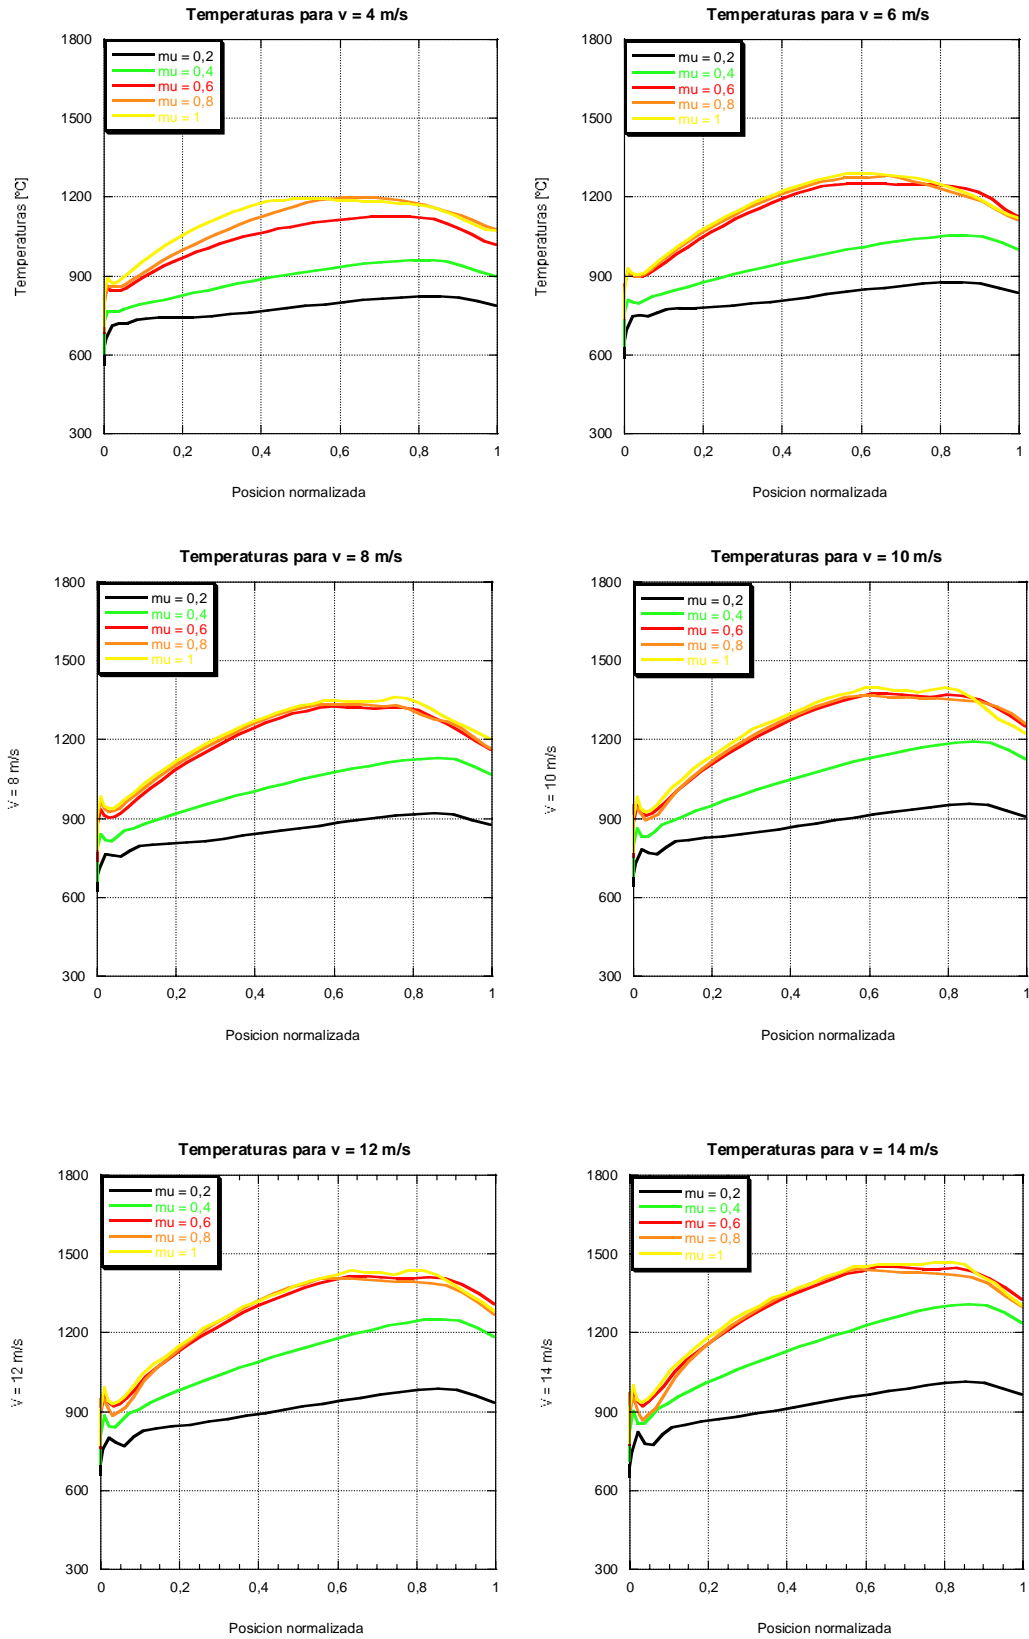 Temperaturas para v = 4 m/s
1800
1500
1200
900
600
300
mu = 0,2
mu = 0,4
mu = 0,6
mu = 0,8
mu = 1
Temperaturas [ºC]
0 0,2 0,4 0,6 0,8 1
Posicion normalizada
Temperaturas para v = 6 m/s
1800
1500
1200
900
600
300
mu = 0,2
mu = 0,4
mu = 0,6
mu = 0,8
mu = 1
Temperaturas [ºC]
0 0,2 0,4 0,6 0,8 1
Posicion normalizada
Temperaturas para v = 8 m/s
1800
1500
1200
900
600
300
mu = 0,2
mu = 0,4
mu = 0,6
mu = 0,8
mu = 1
V = 8 m/s
0 0,2 0,4 0,6 0,8 1
Posicion normalizada
Temperaturas para v = 10 m/s
1800
1500
1200
900
600
300
mu = 0,2
mu = 0,4
mu = 0,6
mu = 0,8
mu = 1
V = 10 m/s
0 0,2 0,4 0,6 0,8 1
Posicion normalizada
Temperaturas para v = 12 m/s
1800
1500
1200
900
600
300
mu = 0,2
mu = 0,4
mu = 0,6
mu = 0,8
mu = 1
V = 12 m/s
0 0,2 0,4 0,6 0,8 1
Posicion normalizada
Temperaturas para v = 14 m/s
1800
1500
1200
900
600
300
mu = 0,2
mu = 0,4
mu = 0,6
mu = 0,8
mu =1
V = 14 m/s
0 0,2 0,4 0,6 0,8 1
Posicion normalizada